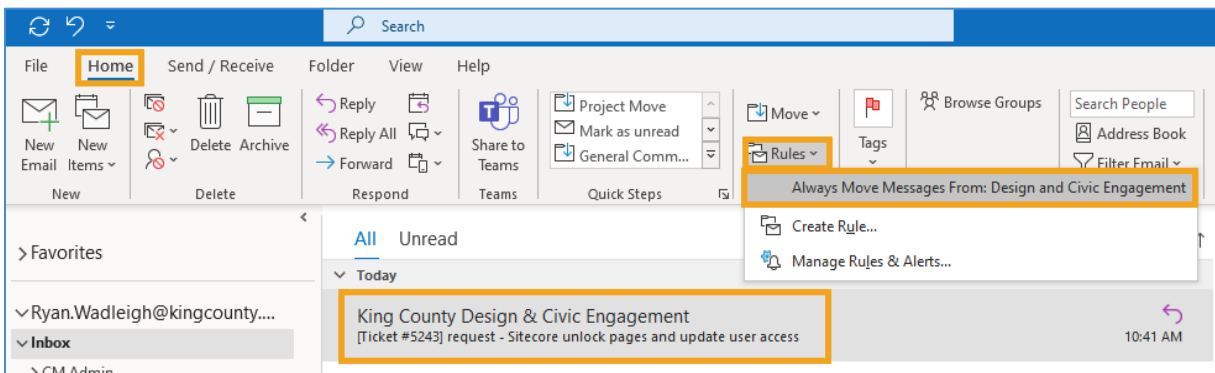 Search
File Home Send / Receive Folder View Help
New Email
New Items
Delete
Archive
Reply
Reply All
Forward
Share to Teams
Project Move
Mark as unread
General Comm...
Move
Rules
Tags
Browse Groups
Search People
Address Book
Filter Email
New Delete Respond Teams Quick Steps
Always Move Messages From: Design and Civic Engagement
Create Rule...
Manage Rules & Alerts...
Favorites
All Unread
Today
Ryan.Wadleigh@kingcounty....
Inbox
CM Admin
King County Design & Civic Engagement
[Ticket #5243] request - Sitecore unlock pages and update user access
10:41 AM